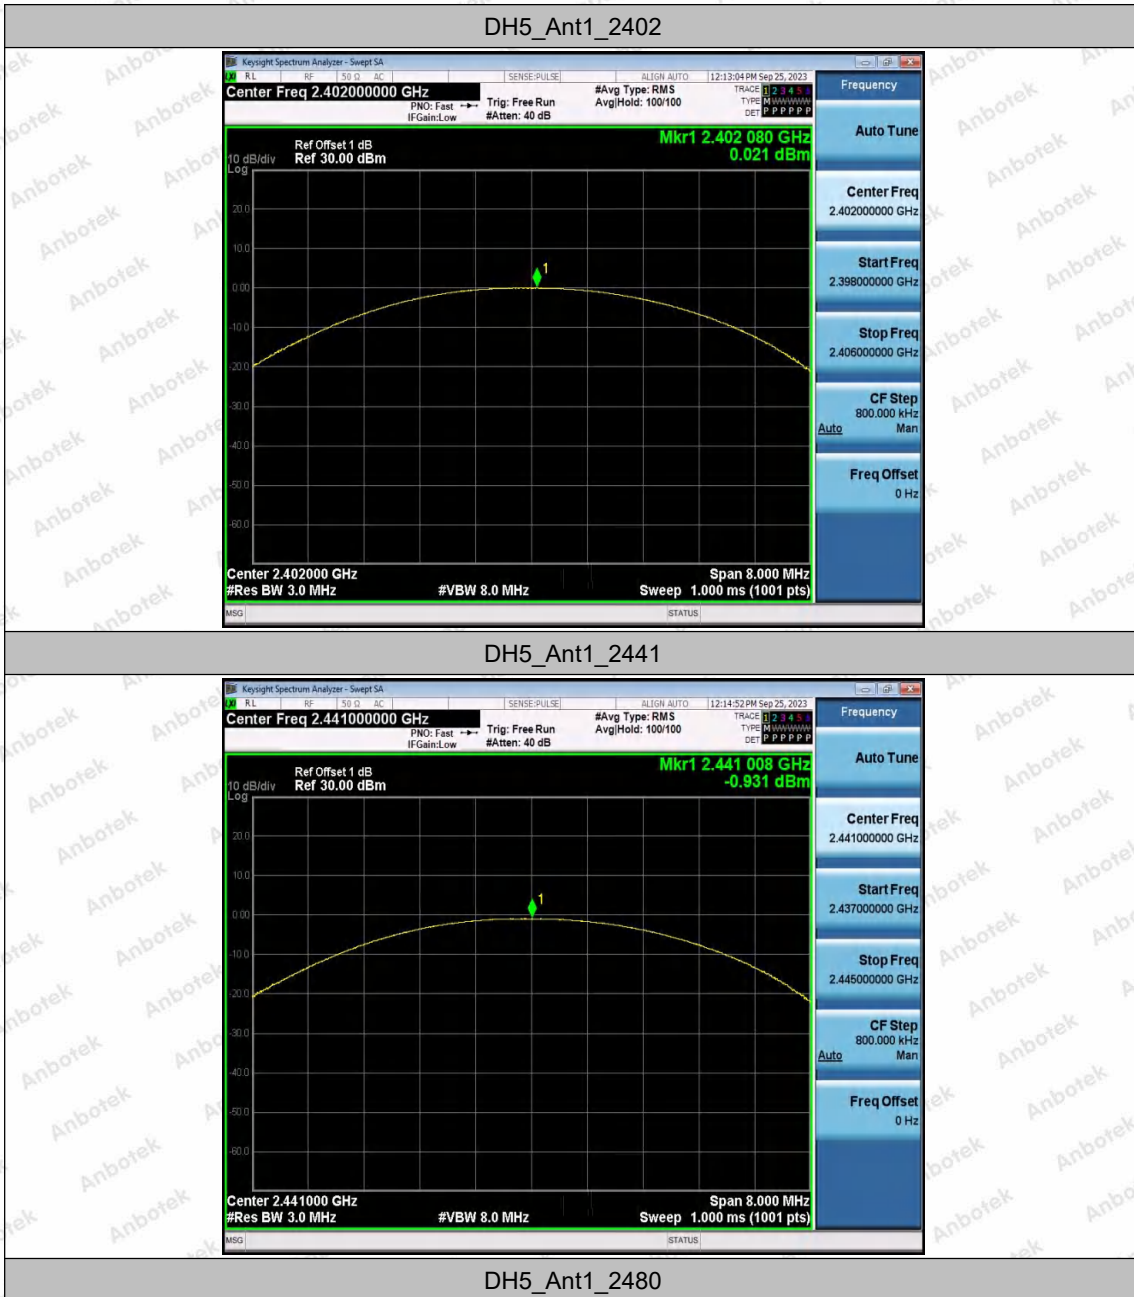 DH5_Ant1_2402
Keysight Spectrum Analyzer - Swept SA
RL RF 50 Ω AC SENSE:PULSE ALIGN AUTO 12:13:04 PM Sep 25, 2023
Center Freq 2.402000000 GHz
PNO: Fast
IFGain:Low
Trig: Free Run
#Atten: 40 dB
#Avg Type: RMS
Avg|Hold: 100/100
TRACE 1 2 3 4 5 6
TYPE M WWWWW
DET P P P P P P
Ref Offset 1 dB
10 dB/div Ref 30.00 dBm
Log
Mkr1 2.402 080 GHz
0.021 dBm
20.0
10.0
0.00
-10.0
-20.0
-30.0
-40.0
-50.0
-60.0
1
Center 2.402000 GHz Span 8.000 MHz
#Res BW 3.0 MHz #VBW 8.0 MHz Sweep 1.000 ms (1001 pts)
MSG STATUS
Frequency
Auto Tune
Center Freq
2.402000000 GHz
Start Freq
2.398000000 GHz
Stop Freq
2.406000000 GHz
CF Step
800.000 kHz
Auto Man
Freq Offset
0 Hz
DH5_Ant1_2441
Keysight Spectrum Analyzer - Swept SA
RL RF 50 Ω AC SENSE:PULSE ALIGN AUTO 12:14:52 PM Sep 25, 2023
Center Freq 2.441000000 GHz
PNO: Fast
IFGain:Low
Trig: Free Run
#Atten: 40 dB
#Avg Type: RMS
Avg|Hold: 100/100
TRACE 1 2 3 4 5 6
TYPE M WWWWW
DET P P P P P P
Ref Offset 1 dB
10 dB/div Ref 30.00 dBm
Log
Mkr1 2.441 008 GHz
-0.931 dBm
20.0
10.0
0.00
-10.0
-20.0
-30.0
-40.0
-50.0
-60.0
1
Center 2.441000 GHz Span 8.000 MHz
#Res BW 3.0 MHz #VBW 8.0 MHz Sweep 1.000 ms (1001 pts)
MSG STATUS
Frequency
Auto Tune
Center Freq
2.441000000 GHz
Start Freq
2.437000000 GHz
Stop Freq
2.445000000 GHz
CF Step
800.000 kHz
Auto Man
Freq Offset
0 Hz
DH5_Ant1_2480